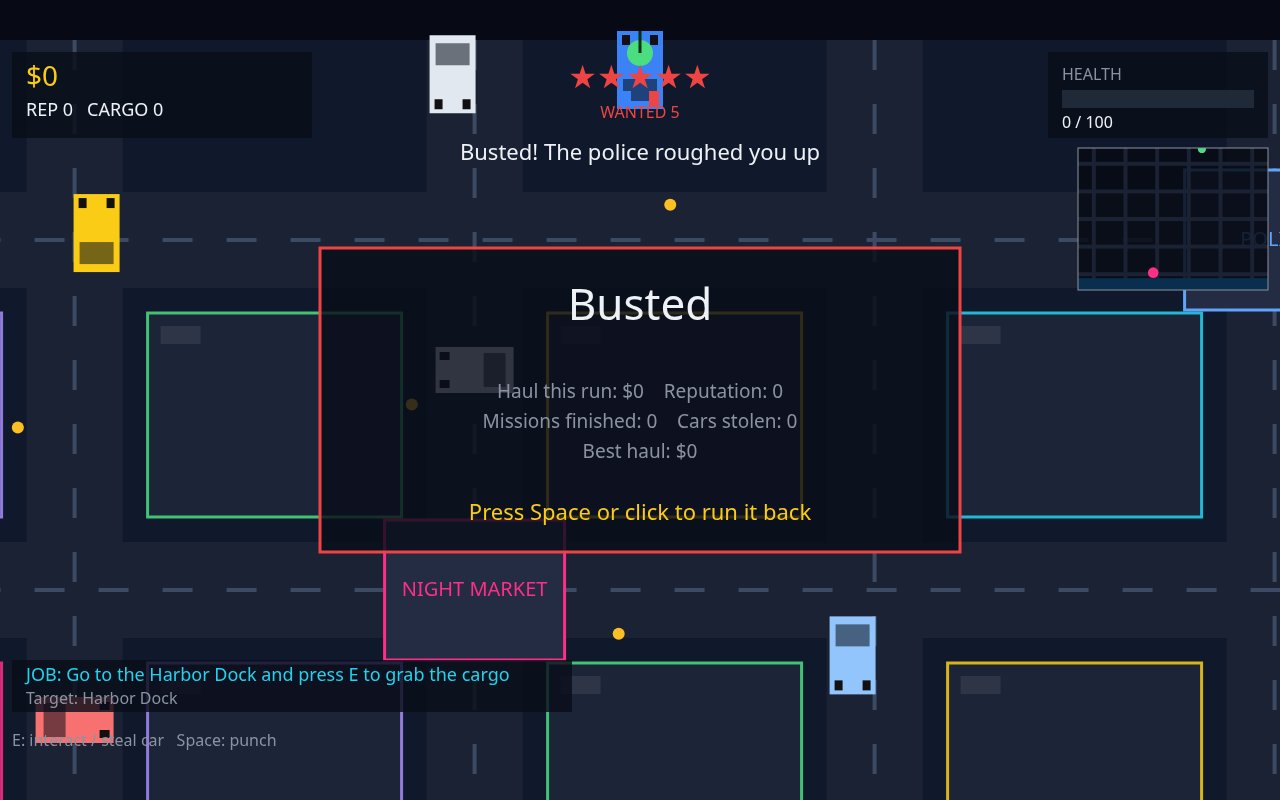 $0
REP 0 CARGO 0
★★★★★
WANTED 5
HEALTH
0 / 100
Busted! The police roughed you up
Busted
Haul this run: $0 Reputation: 0
Missions finished: 0 Cars stolen: 0
Best haul: $0
Press Space or click to run it back
NIGHT MARKET
JOB: Go to the Harbor Dock and press E to grab the cargo
Target: Harbor Dock
E: interact / steal car Space: punch